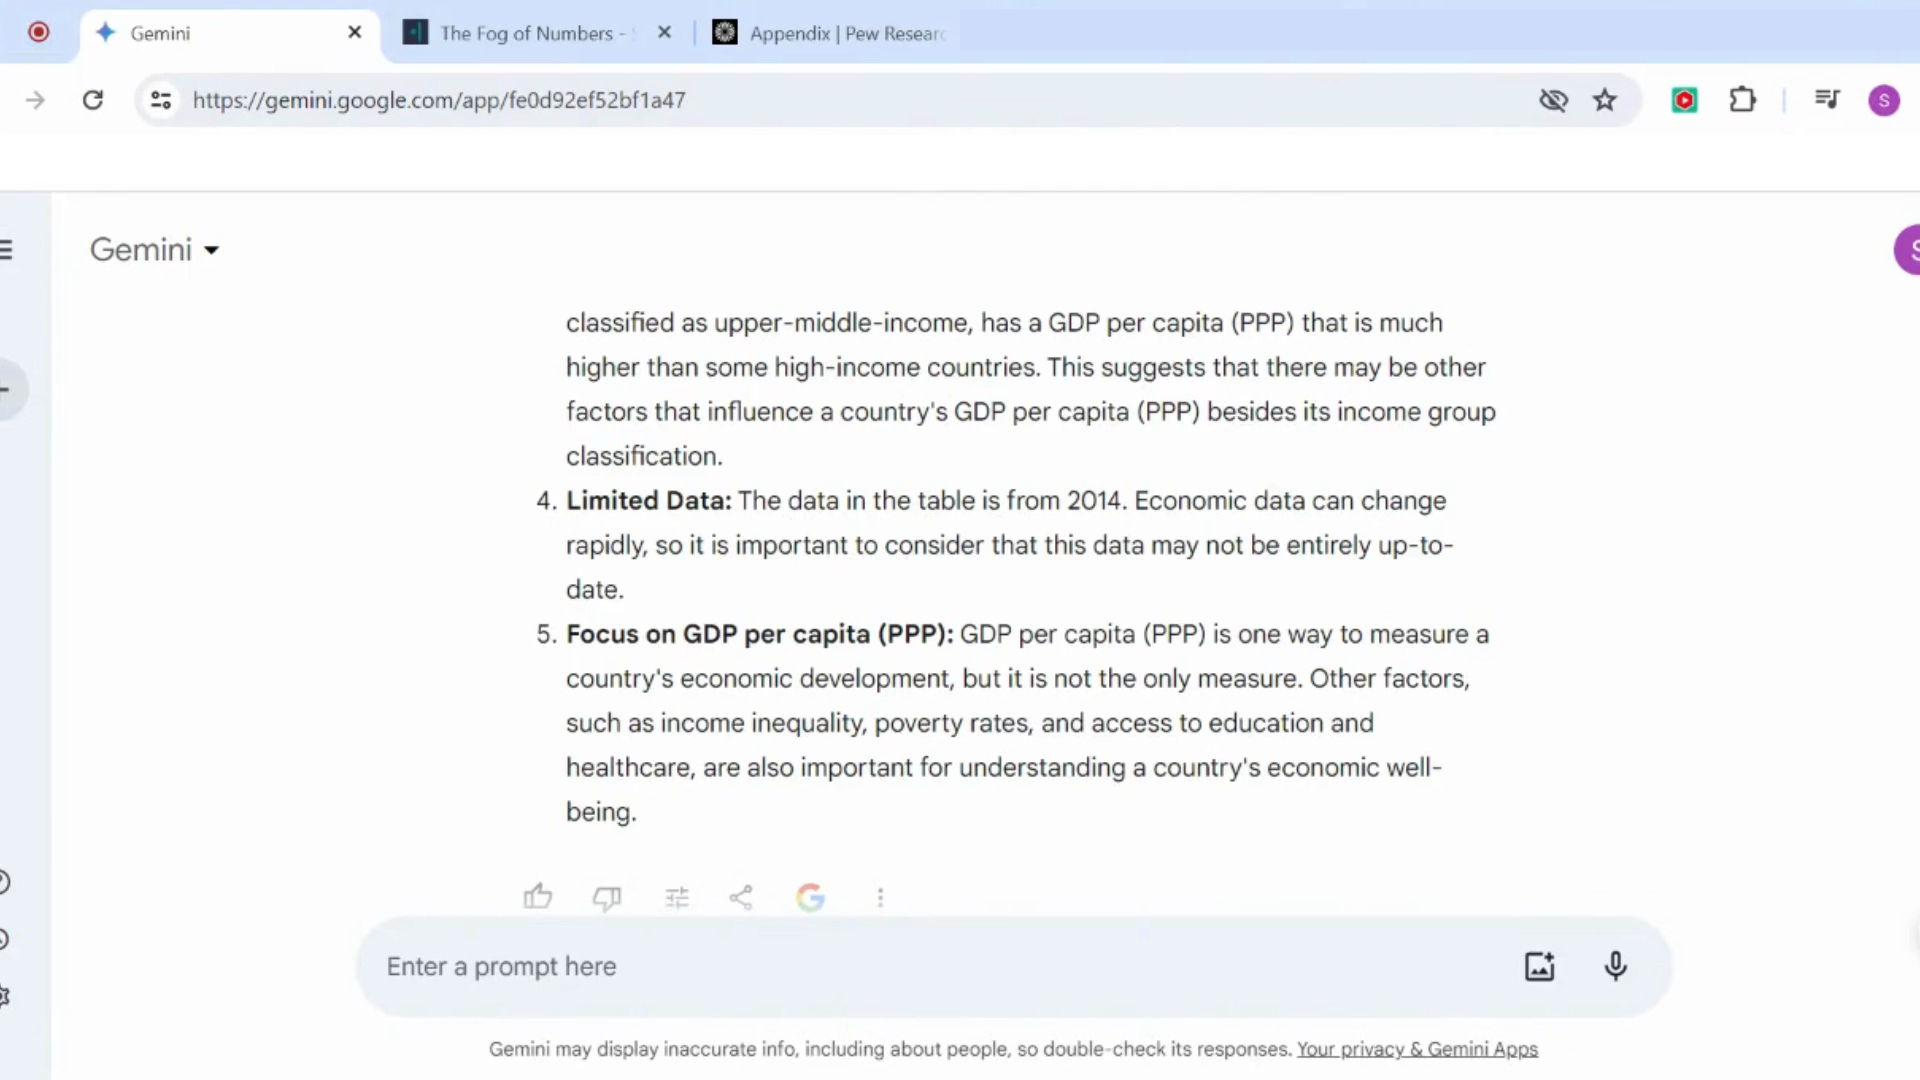 Gemini
The Fog of Numbers -
Appendix | Pew Resear
https://gemini.google.com/app/fe0d92ef52bf1a47
S
Gemini
S
classified as upper-middle-income, has a GDP per capita (PPP) that is much
higher than some high-income countries. This suggests that there may be other
factors that influence a country's GDP per capita (PPP) besides its income group
classification.
4. Limited Data: The data in the table is from 2014. Economic data can change
rapidly, so it is important to consider that this data may not be entirely up-to-
date.
5. Focus on GDP per capita (PPP): GDP per capita (PPP) is one way to measure a
country's economic development, but it is not the only measure. Other factors,
such as income inequality, poverty rates, and access to education and
healthcare, are also important for understanding a country's economic well-
being.
Enter a prompt here
Gemini may display inaccurate info, including about people, so double-check its responses. Your privacy & Gemini Apps